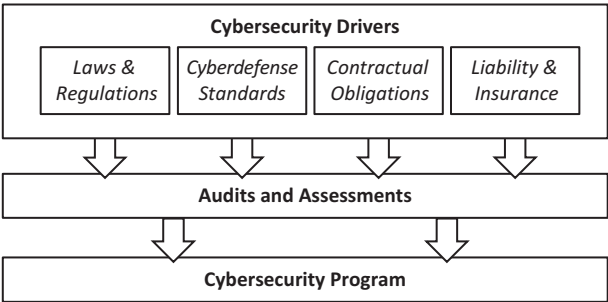 Cybersecurity Drivers
Laws &
Regulations
Cyberdefense
Standards
Contractual
Obligations
Liability &
Insurance
Audits and Assessments
Cybersecurity Program